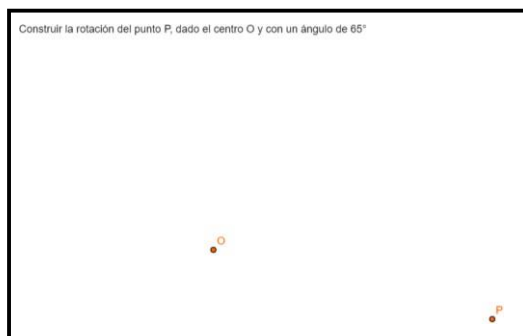 Construir la rotación del punto P, dado el centro O y con un ángulo de 65°
O
P